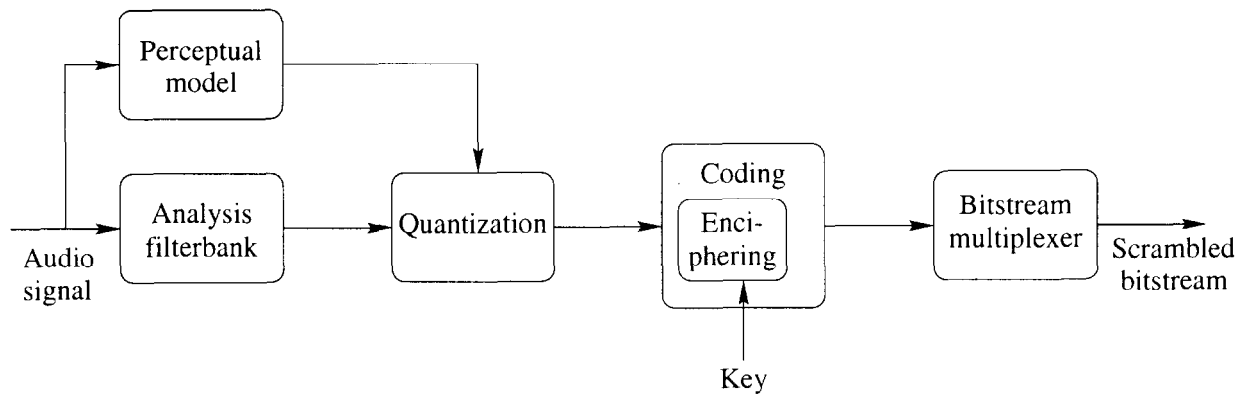 Perceptual
model
Analysis
filterbank
Audio
signal
Quantization
Coding
Enci-
phering
Key
Bitstream
multiplexer
Scrambled
bitstream